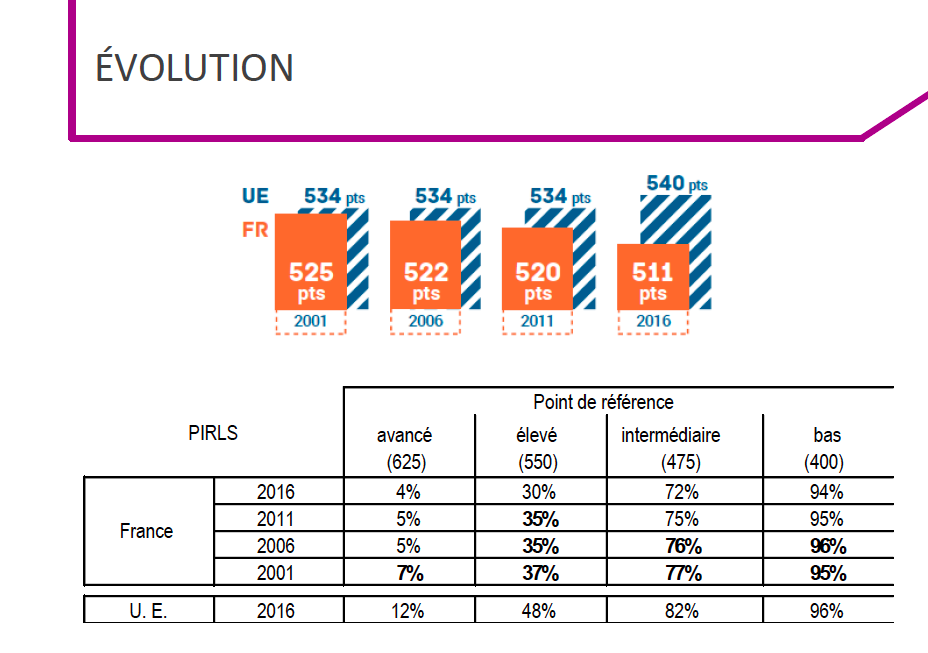 ÉVOLUTION
UE 534 pts 534 pts 534 pts 540 pts
FR
525 pts 522 pts 520 pts 511 pts
2001 2006 2011 2016
Point de référence
PIRLS avancé élevé intermédiaire bas
(625) (550) (475) (400)
France
2016 4% 30% 72% 94%
2011 5% 35% 75% 95%
2006 5% 35% 76% 96%
2001 7% 37% 77% 95%
U. E. 2016 12% 48% 82% 96%